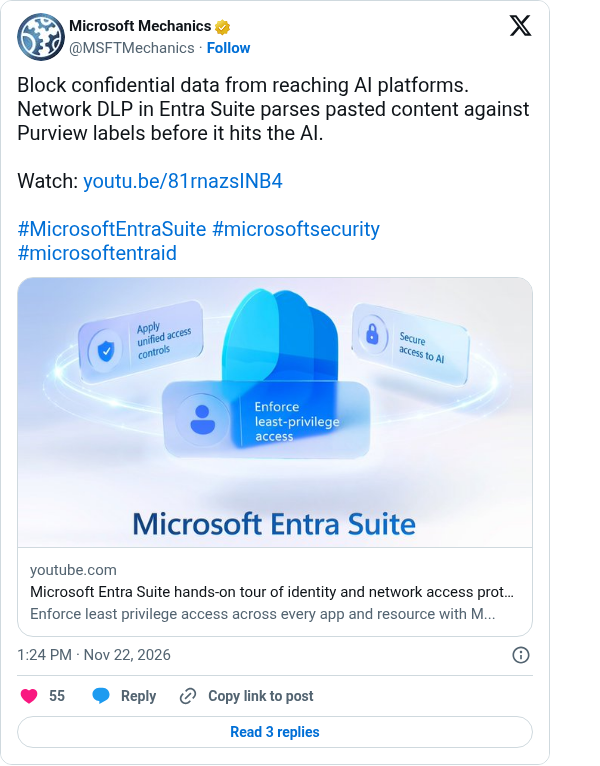 Microsoft Mechanics
@MSFTMechanics · Follow
Block confidential data from reaching AI platforms.
Network DLP in Entra Suite parses pasted content against
Purview labels before it hits the AI.
Watch: youtu.be/81rnazsINB4
#MicrosoftEntraSuite #microsoftsecurity
#microsoftentraid
Apply
unified access
controls
Secure
access to AI
Enforce
least-privilege
access
Microsoft Entra Suite
youtube.com
Microsoft Entra Suite hands-on tour of identity and network access prot...
Enforce least privilege access across every app and resource with M...
1:24 PM · Nov 22, 2026
55 Reply Copy link to post
Read 3 replies